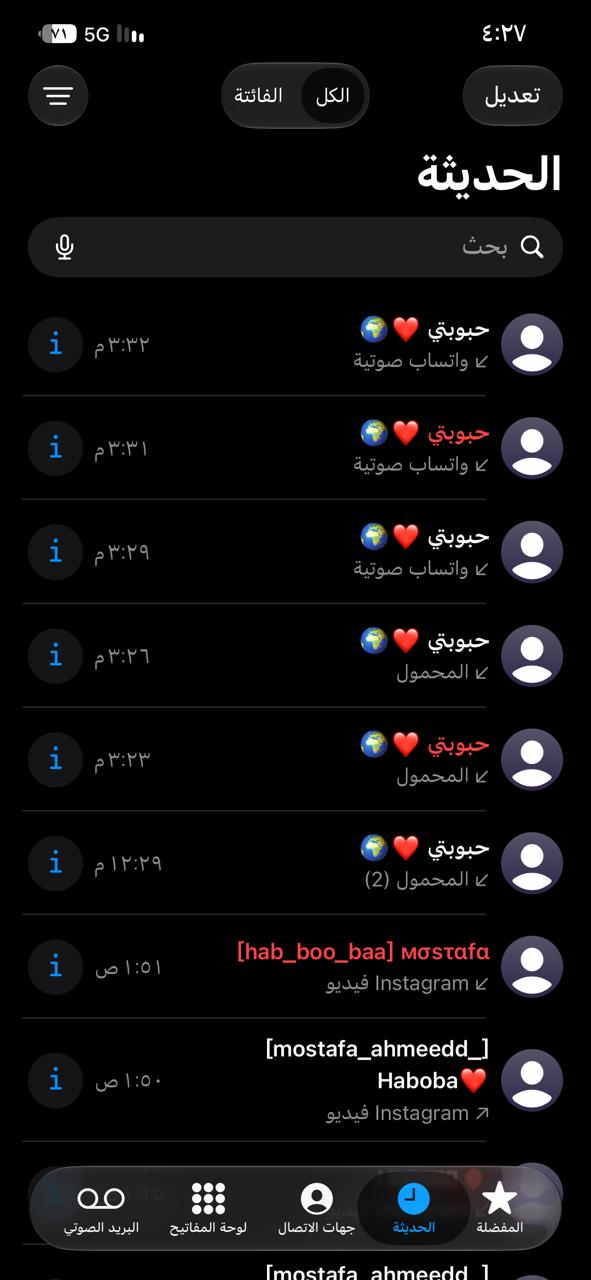 ٤:٢٧
5G ٧١
تعديل
الكل الفائتة
الحديثة
بحث
حبوبتي ❤️ 🌍
↙ واتساب صوتية
٣:٣٢ م
حبوبتي ❤️ 🌍
↙ واتساب صوتية
٣:٣١ م
حبوبتي ❤️ 🌍
↙ واتساب صوتية
٣:٢٩ م
حبوبتي ❤️ 🌍
↙ المحمول
٣:٢٦ م
حبوبتي ❤️ 🌍
↙ المحمول
٣:٢٣ م
حبوبتي ❤️ 🌍
↙ المحمول (2)
١٢:٢٩ م
[hab_boo_baa] мσѕταfα
↙ Instagram فيديو
١:٥١ ص
[mostafa_ahmeedd_]
Haboba❤️
↗ Instagram فيديو
١:٥٠ ص
المفضلة
الحديثة
جهات الاتصال
لوحة المفاتيح
البريد الصوتي
[mostafa_ahmeedd_]